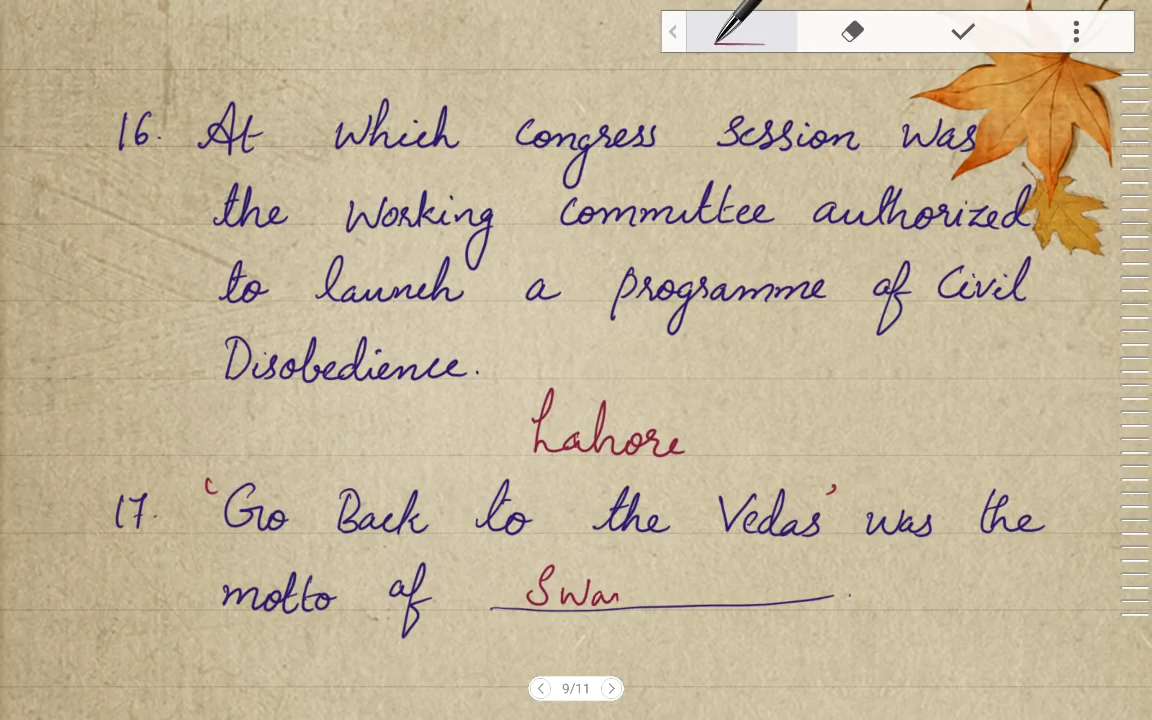 16. At which Congress Session was
the working committee authorized
to launch a programme of Civil
Disobedience.
Lahore
17. 'Go Back to the Vedas' was the
motto of Swan.
9/11